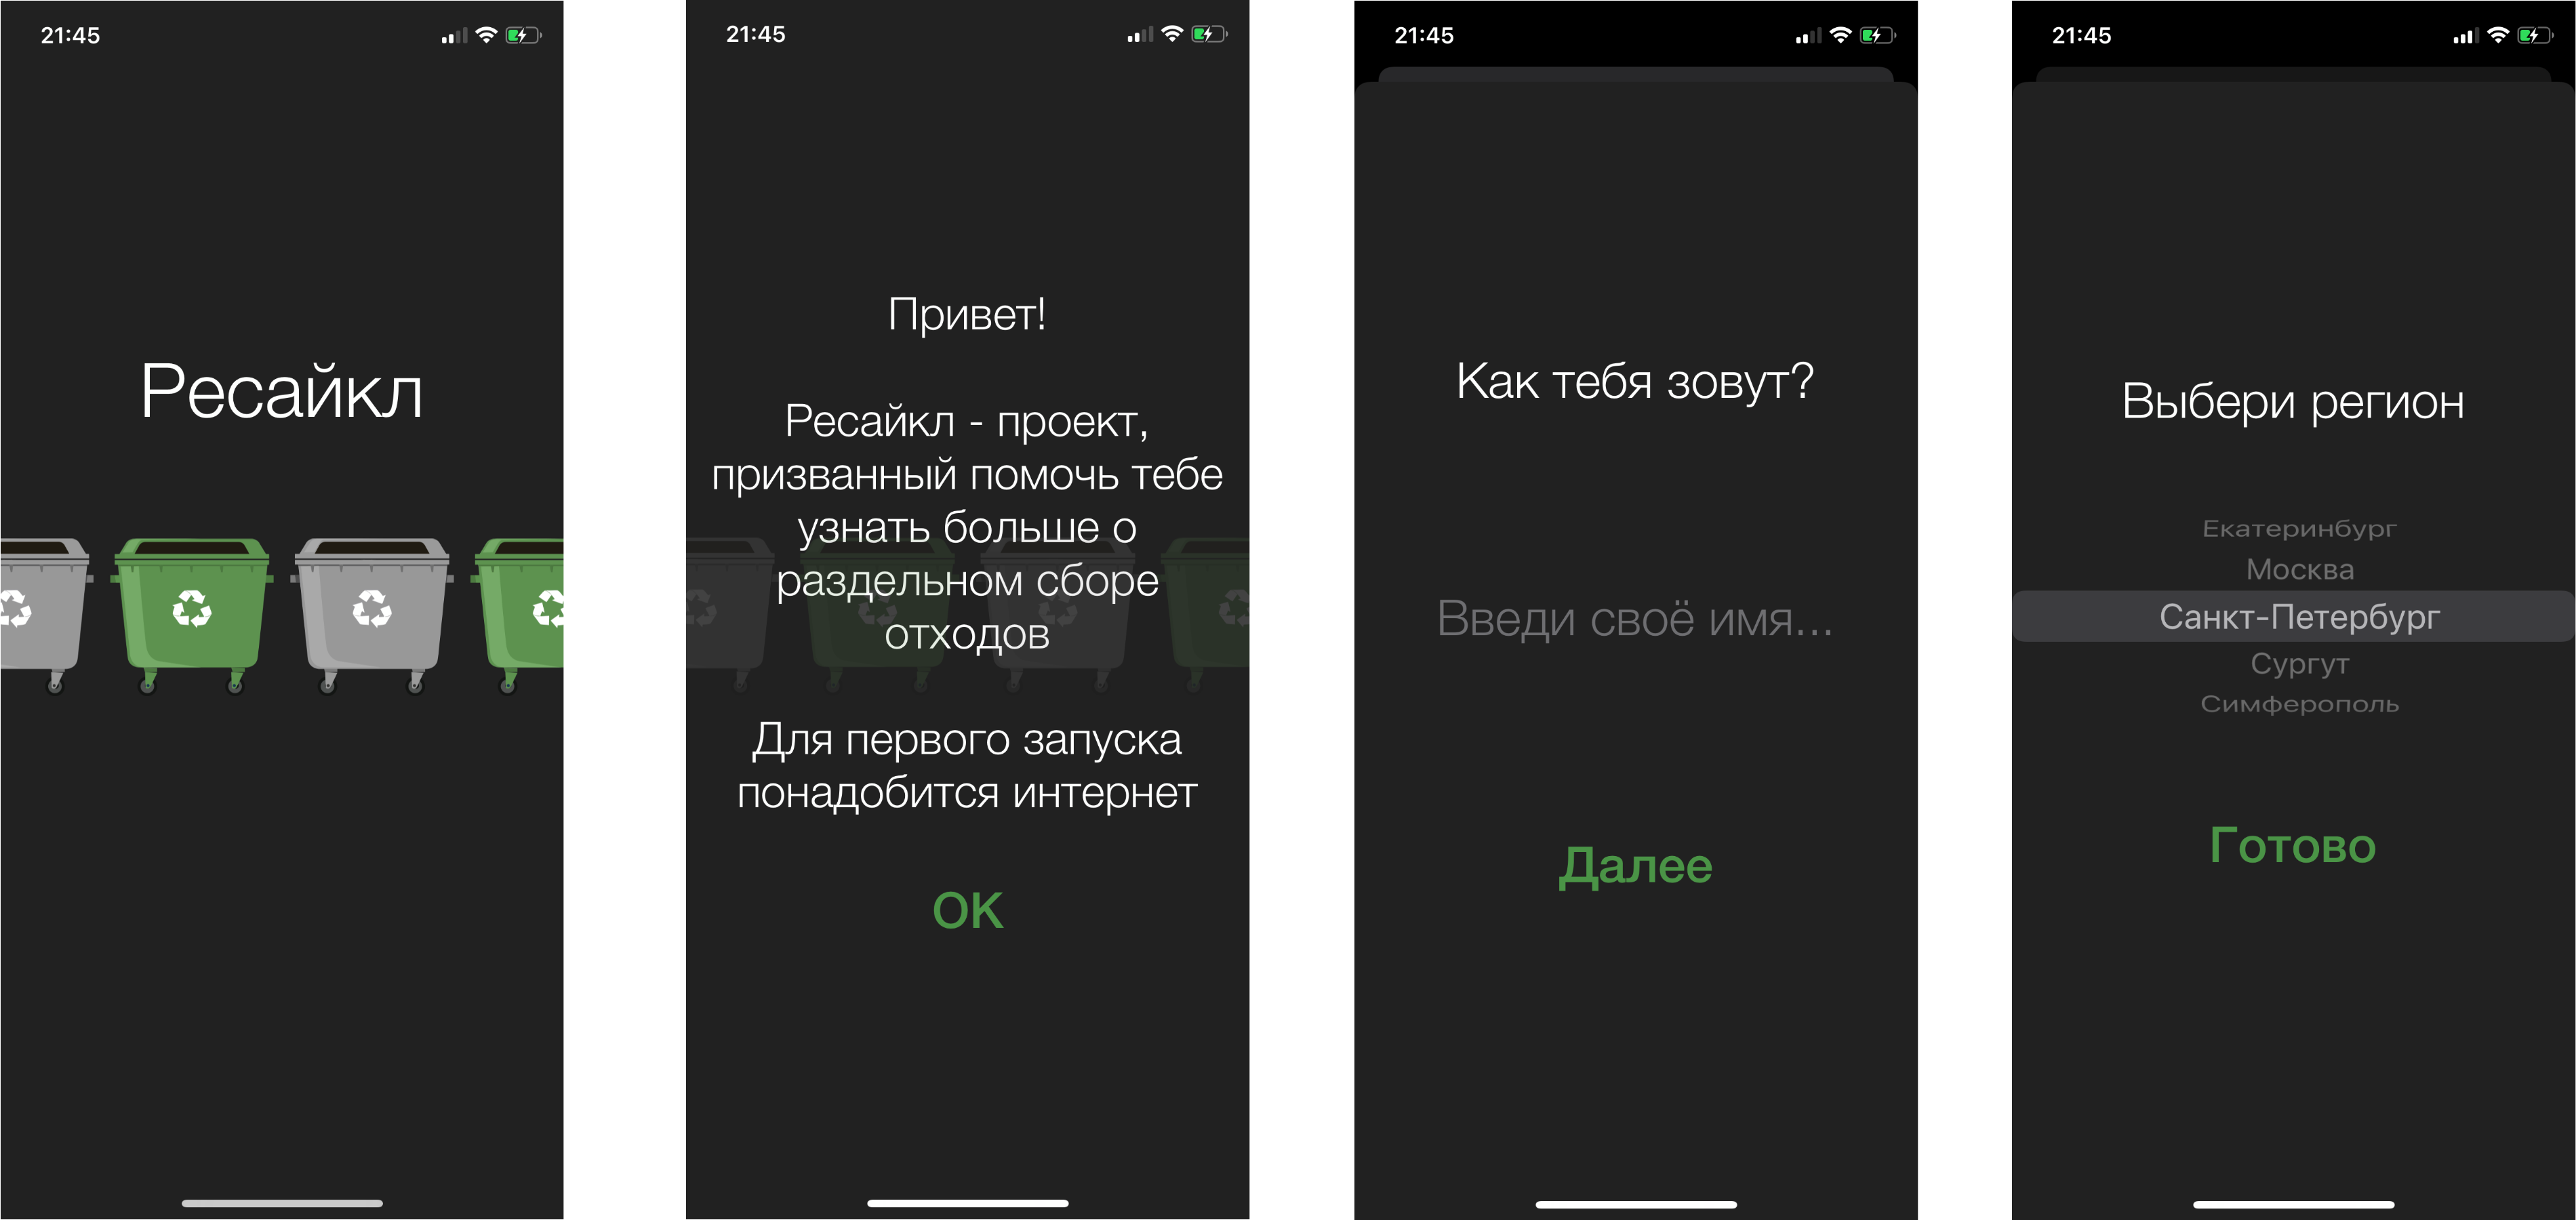 21:45
Ресайкл
21:45
Привет!
Ресайкл - проект,
призванный помочь тебе
узнать больше о
раздельном сборе
отходов
Для первого запуска
понадобится интернет
ОК
21:45
Как тебя зовут?
Введи своё имя...
Далее
21:45
Выбери регион
Екатеринбург
Москва
Санкт-Петербург
Сургут
Симферополь
Готово